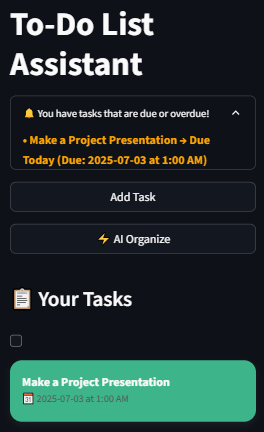 To-Do List
Assistant
🔔 You have tasks that are due or overdue!
• Make a Project Presentation → Due
Today (Due: 2025-07-03 at 1:00 AM)
Add Task
⚡ AI Organize
📋 Your Tasks
Make a Project Presentation
📅 2025-07-03 at 1:00 AM